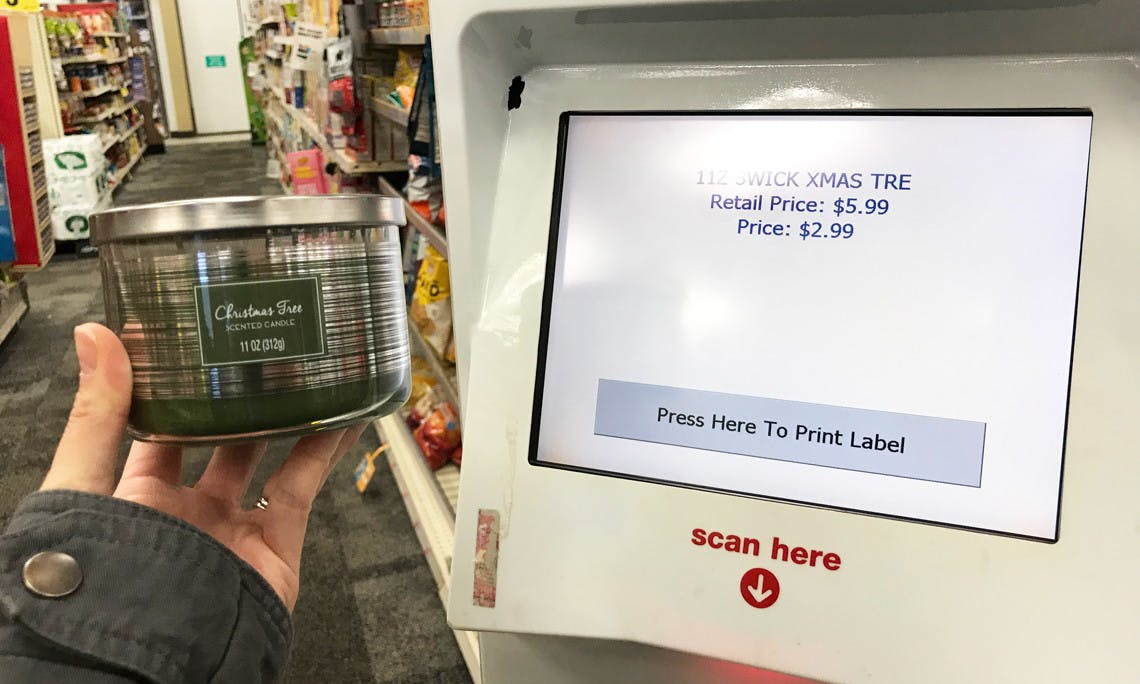 Christmas Tree
SCENTED CANDLE
11 OZ (312g)
11Z 3WICK XMAS TRE
Retail Price: $5.99
Price: $2.99
Press Here To Print Label
scan here